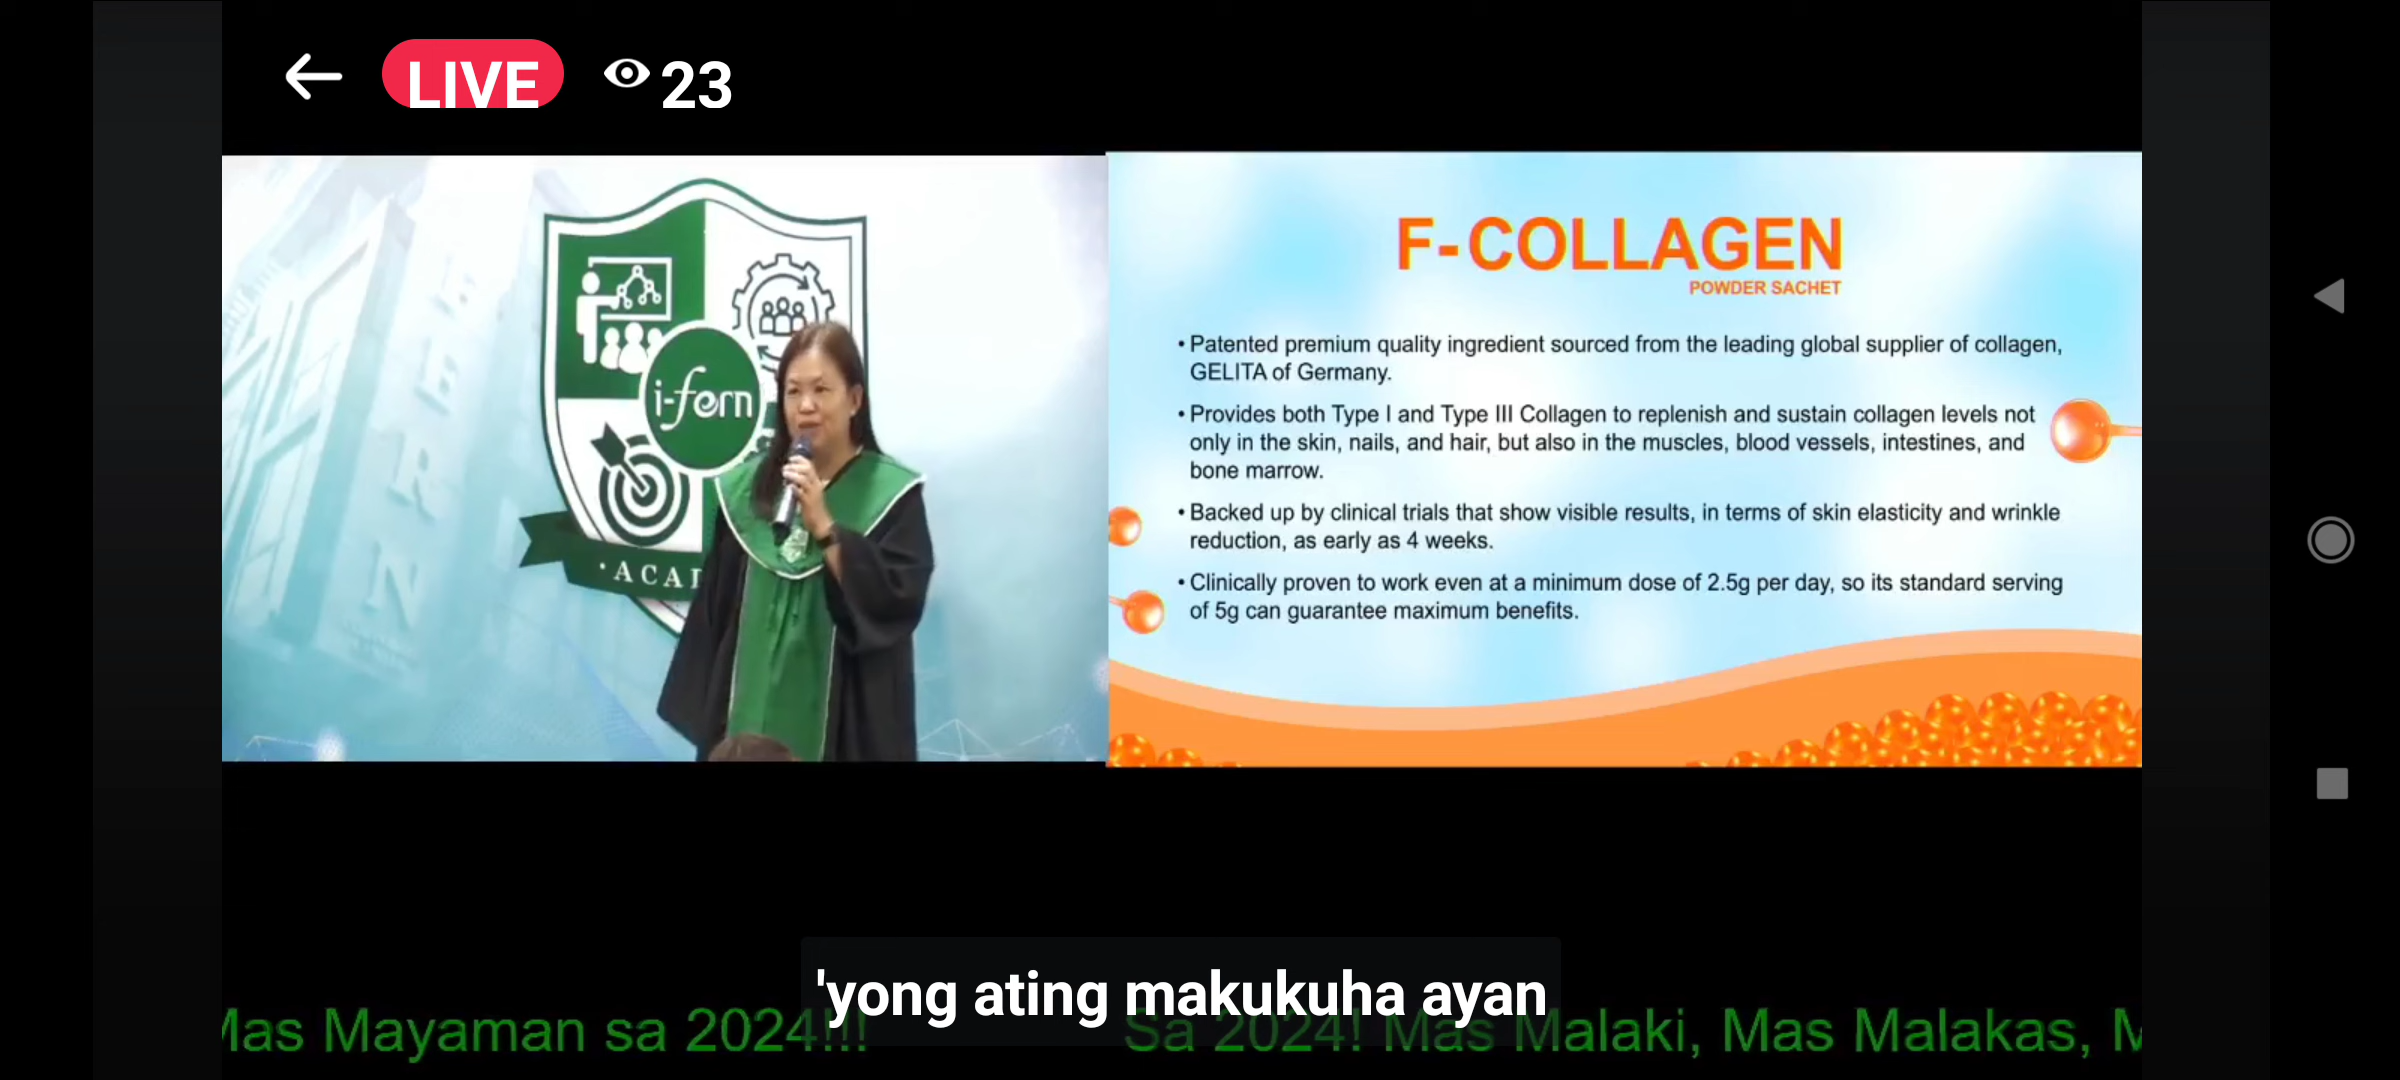 LIVE 23
F-COLLAGEN
POWDER SACHET
• Patented premium quality ingredient sourced from the leading global supplier of collagen,
GELITA of Germany.
• Provides both Type I and Type III Collagen to replenish and sustain collagen levels not
only in the skin, nails, and hair, but also in the muscles, blood vessels, intestines, and
bone marrow.
• Backed up by clinical trials that show visible results, in terms of skin elasticity and wrinkle
reduction, as early as 4 weeks.
• Clinically proven to work even at a minimum dose of 2.5g per day, so its standard serving
of 5g can guarantee maximum benefits.
i-fern
'yong ating makukuha ayan
Mas Mayaman sa 2024!!! Sa 2024! Mas Malaki, Mas Malakas,